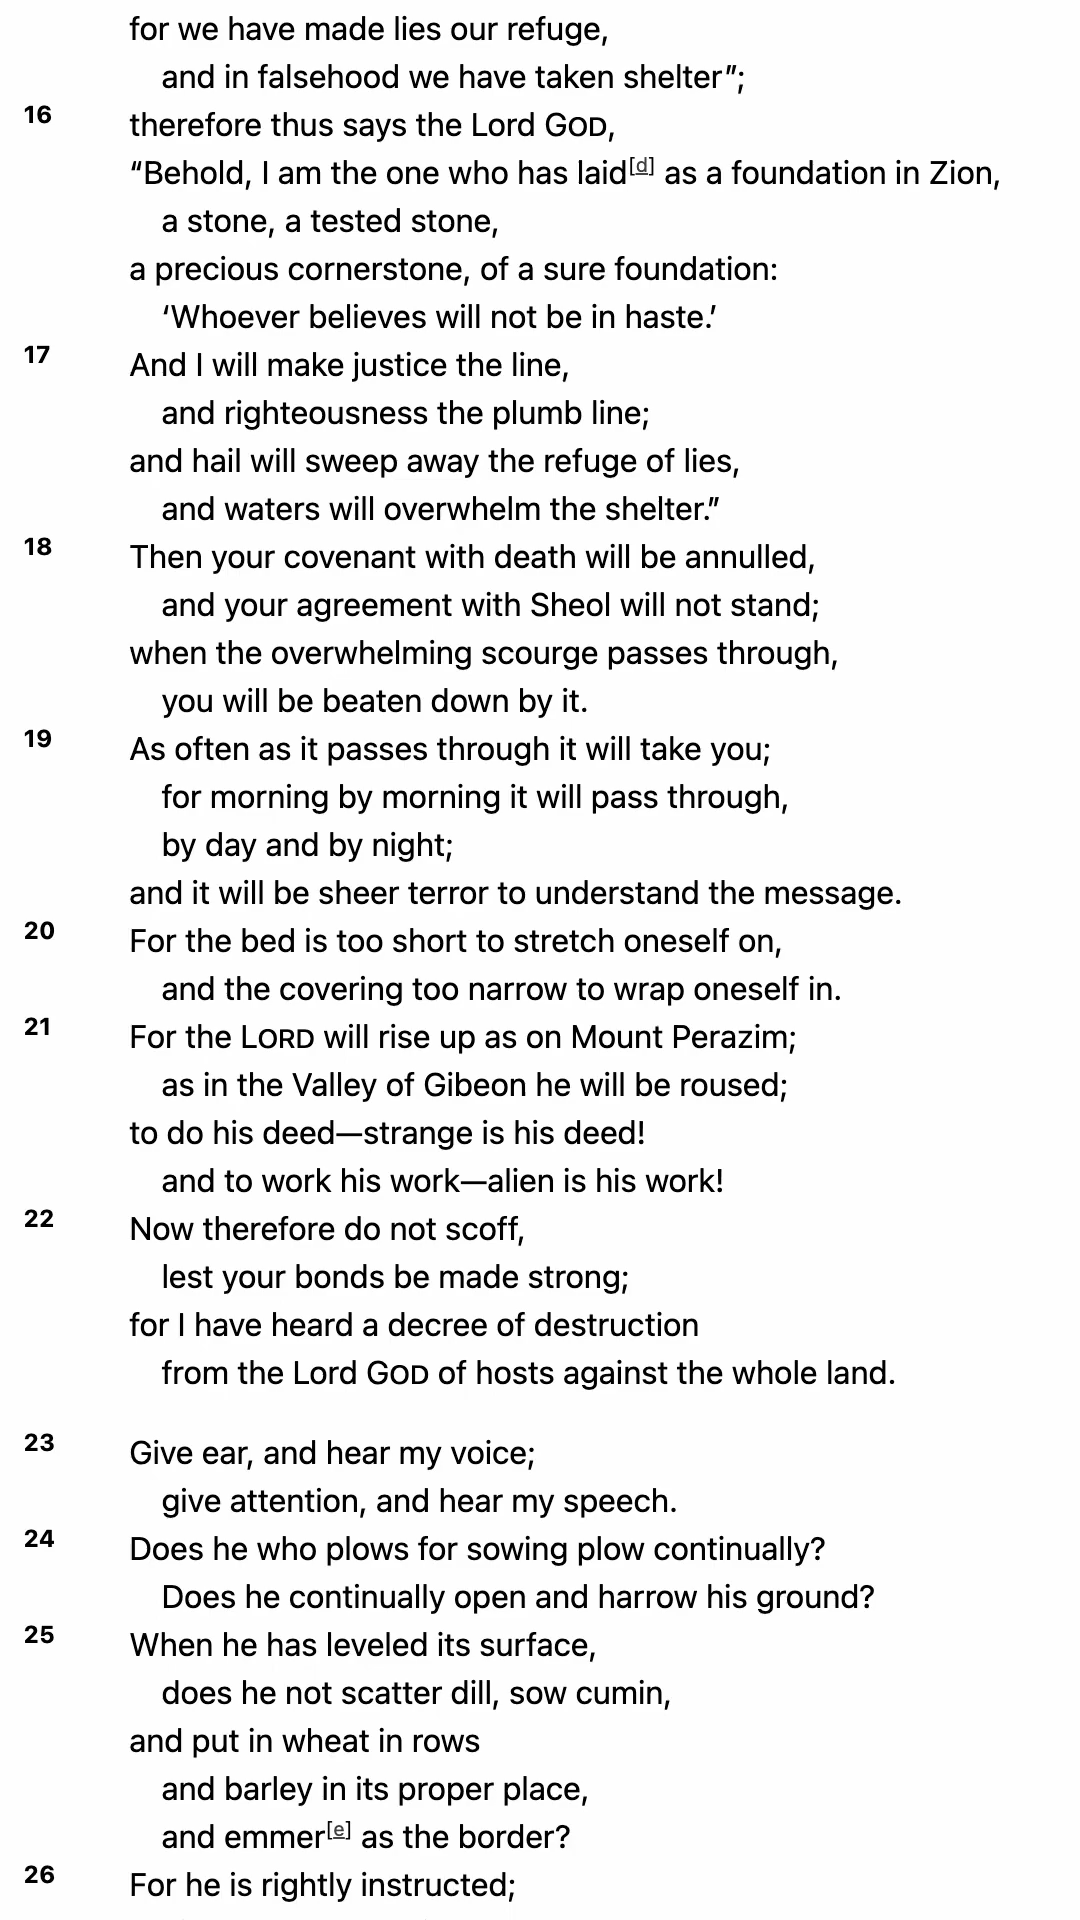 for we have made lies our refuge,
and in falsehood we have taken shelter”;
16 therefore thus says the Lord GOD,
“Behold, I am the one who has laid[d] as a foundation in Zion,
a stone, a tested stone,
a precious cornerstone, of a sure foundation:
‘Whoever believes will not be in haste.’
17 And I will make justice the line,
and righteousness the plumb line;
and hail will sweep away the refuge of lies,
and waters will overwhelm the shelter.”
18 Then your covenant with death will be annulled,
and your agreement with Sheol will not stand;
when the overwhelming scourge passes through,
you will be beaten down by it.
19 As often as it passes through it will take you;
for morning by morning it will pass through,
by day and by night;
and it will be sheer terror to understand the message.
20 For the bed is too short to stretch oneself on,
and the covering too narrow to wrap oneself in.
21 For the LORD will rise up as on Mount Perazim;
as in the Valley of Gibeon he will be roused;
to do his deed—strange is his deed!
and to work his work—alien is his work!
22 Now therefore do not scoff,
lest your bonds be made strong;
for I have heard a decree of destruction
from the Lord GOD of hosts against the whole land.
23 Give ear, and hear my voice;
give attention, and hear my speech.
24 Does he who plows for sowing plow continually?
Does he continually open and harrow his ground?
25 When he has leveled its surface,
does he not scatter dill, sow cumin,
and put in wheat in rows
and barley in its proper place,
and emmer[e] as the border?
26 For he is rightly instructed;